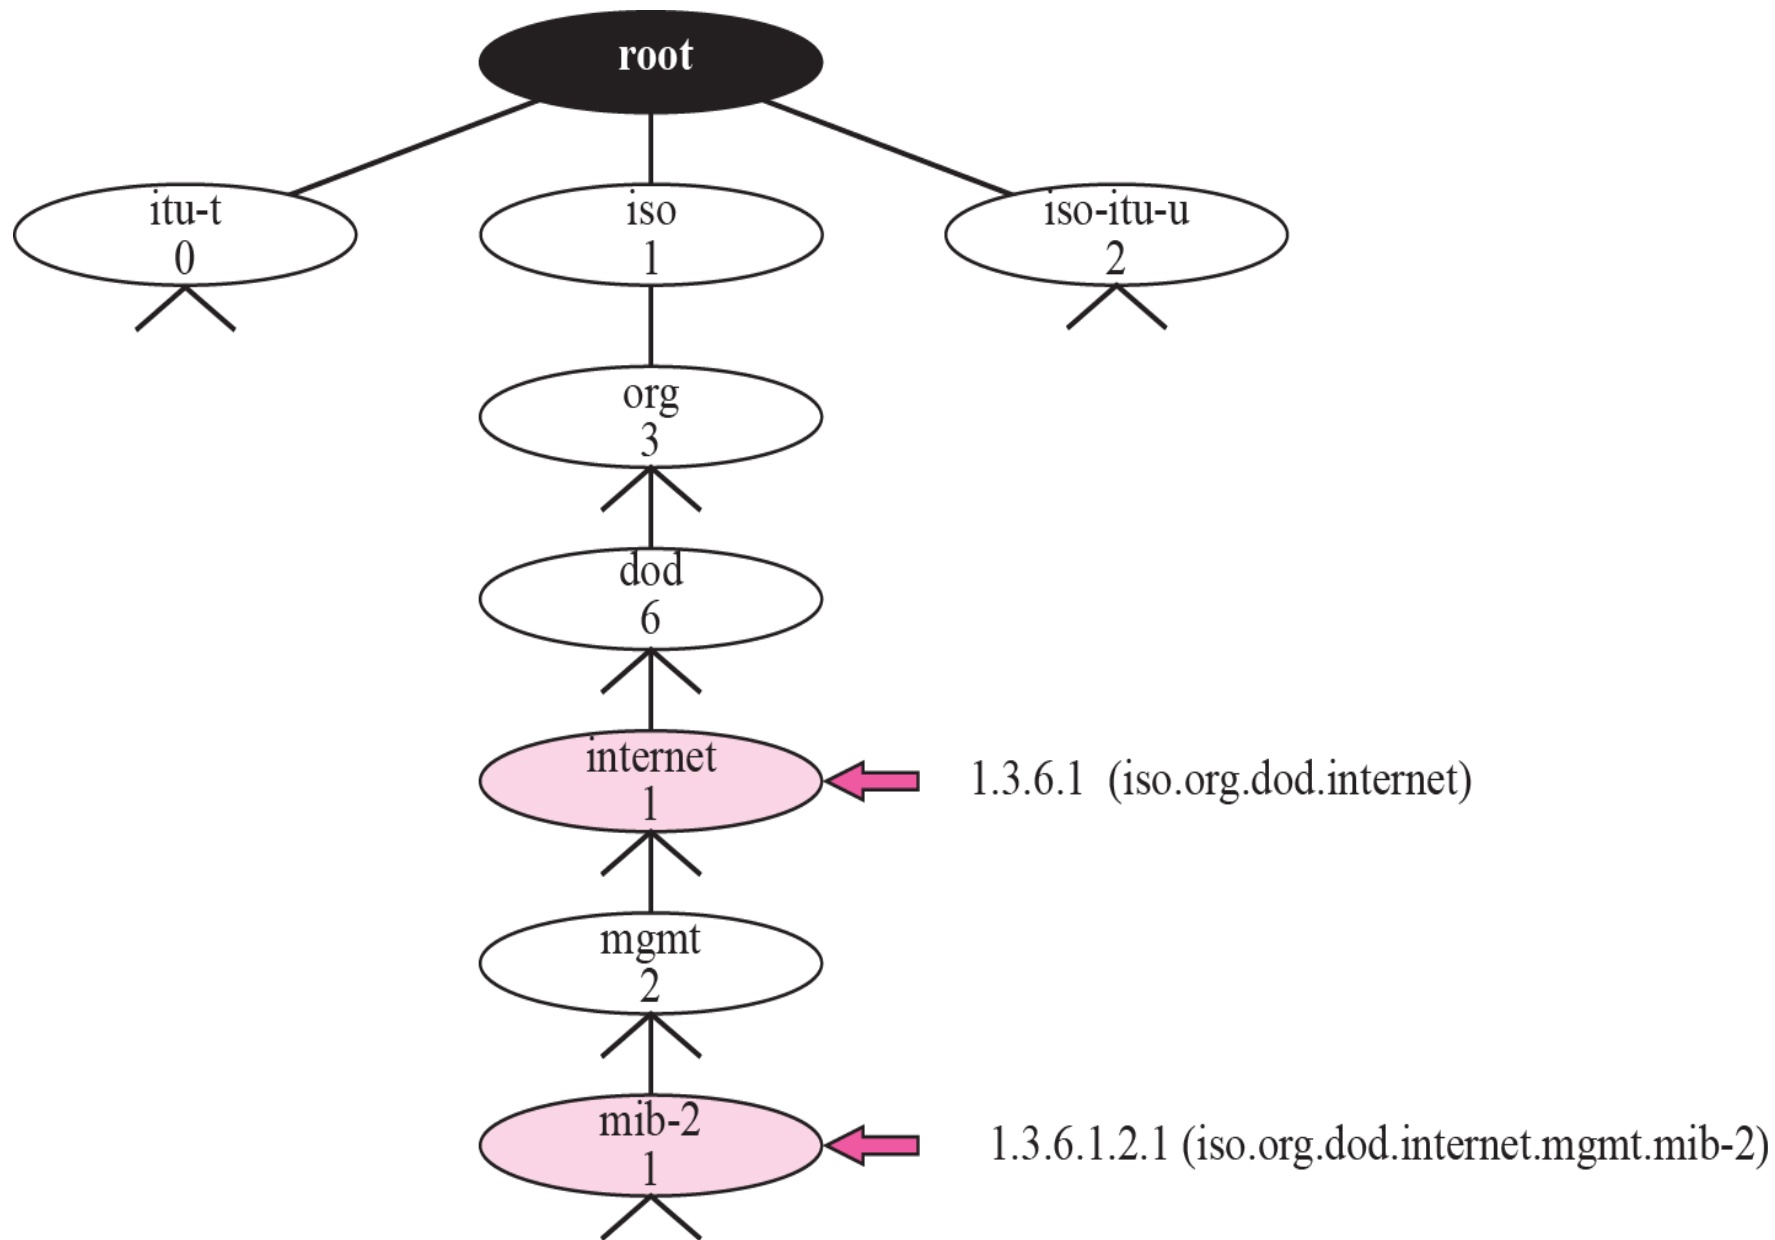 root
itu-t
0
iso
1
iso-itu-u
2
org
3
dod
6
internet
1
1.3.6.1 (iso.org.dod.internet)
mgmt
2
mib-2
1
1.3.6.1.2.1 (iso.org.dod.internet.mgmt.mib-2)